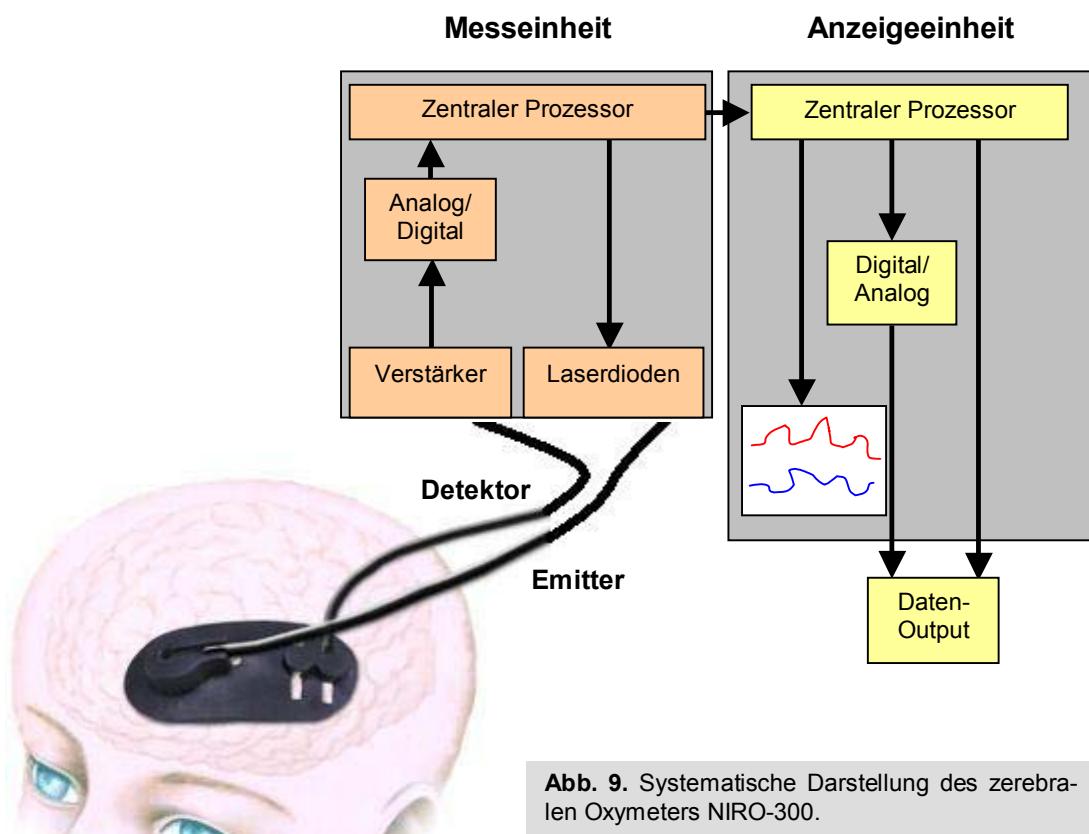 Messeinheit
Anzeigeeinheit
Zentraler Prozessor
Zentraler Prozessor
Analog/
Digital
Digital/
Analog
Verstärker
Laserdioden
Detektor
Emitter
Daten-
Output
Abb. 9. Systematische Darstellung des zerebra-
len Oxymeters NIRO-300.